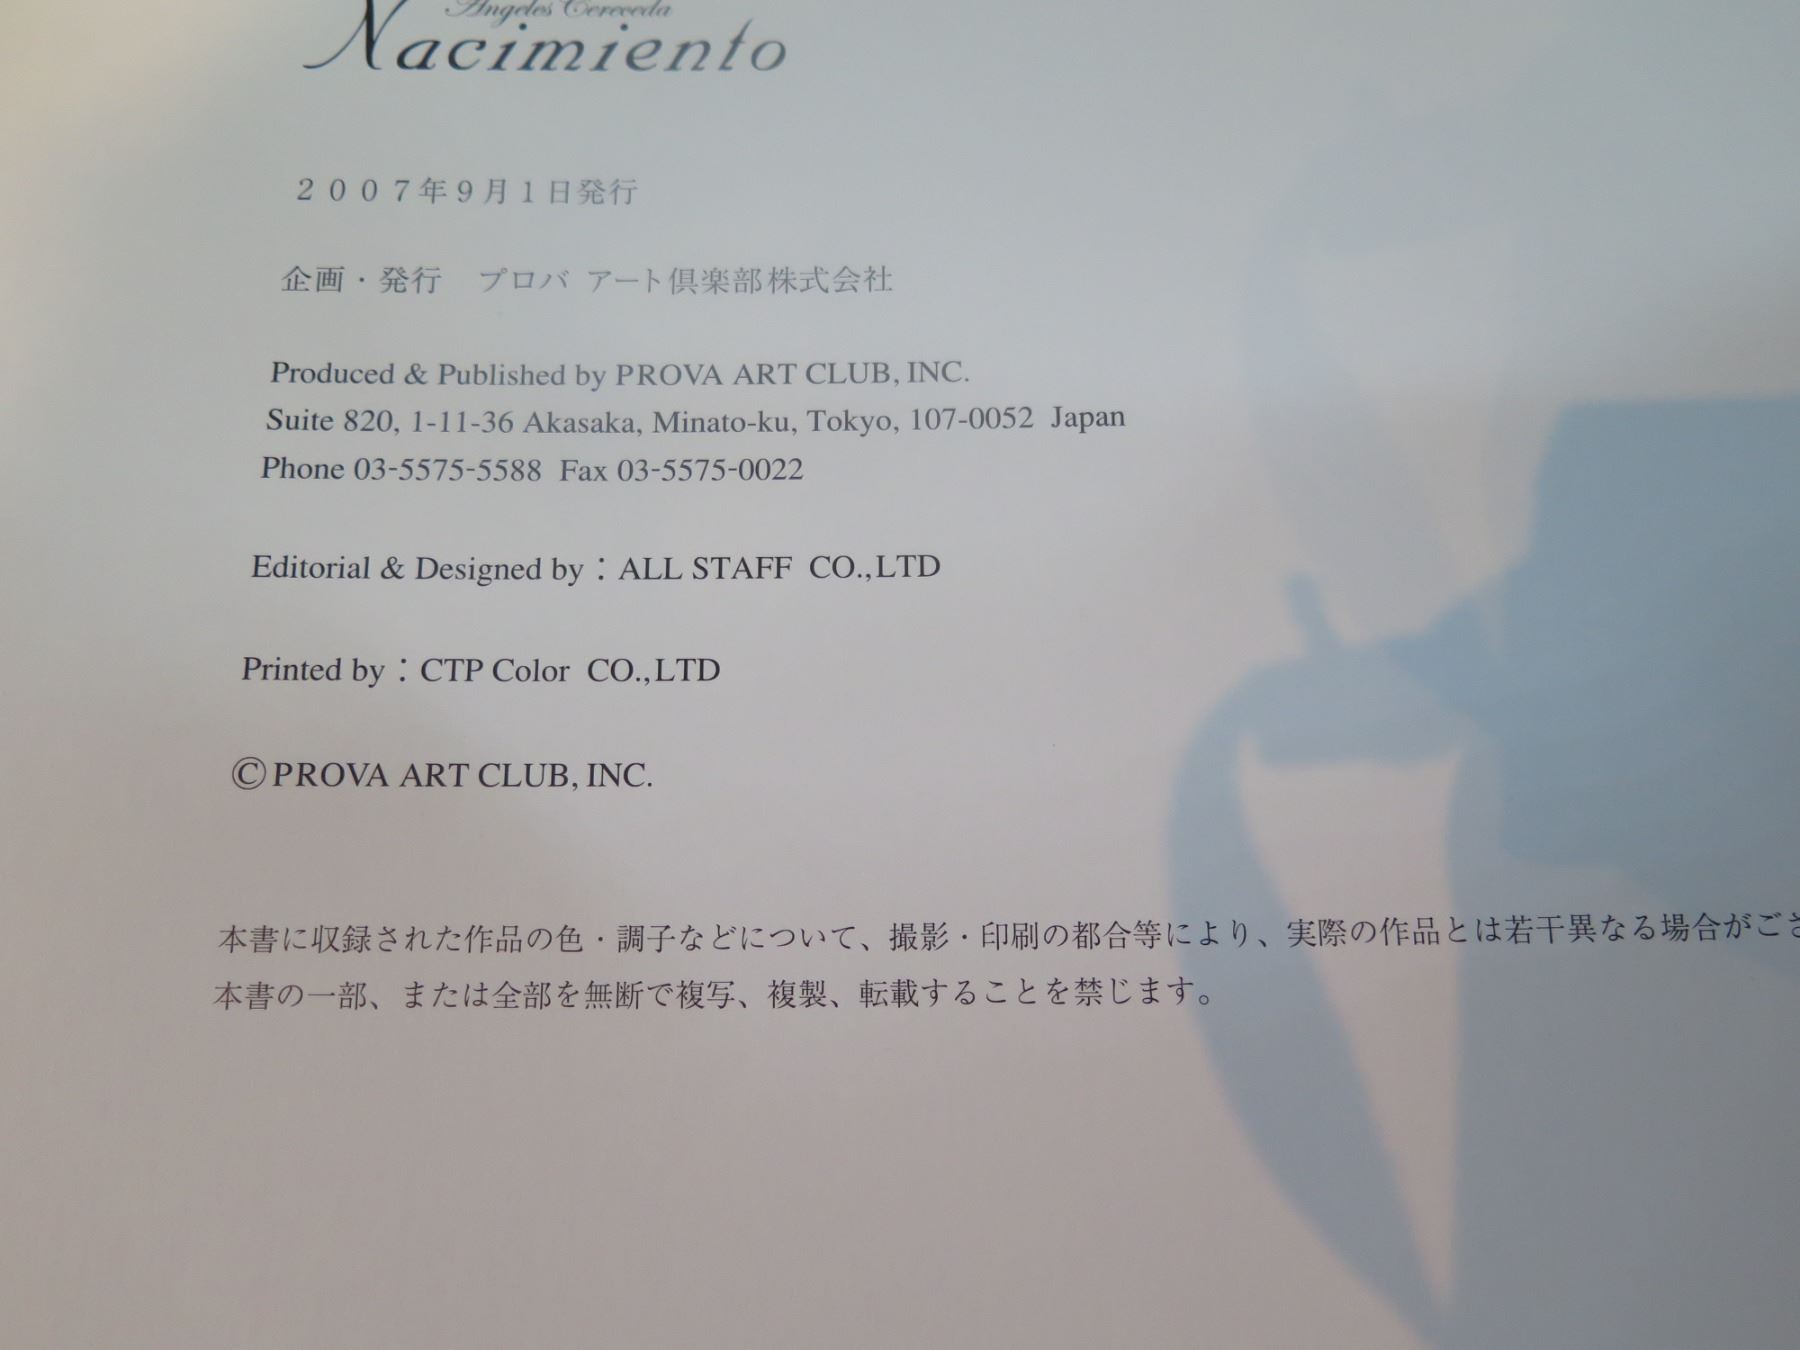 Angeles Cereceda
Nacimiento
２００７年９月１日発行
企画・発行　プロバ アート倶楽部株式会社
Produced & Published by PROVA ART CLUB, INC.
Suite 820, 1-11-36 Akasaka, Minato-ku, Tokyo, 107-0052 Japan
Phone 03-5575-5588 Fax 03-5575-0022
Editorial & Designed by：ALL STAFF CO.,LTD
Printed by：CTP Color CO.,LTD
©PROVA ART CLUB, INC.
本書に収録された作品の色・調子などについて、撮影・印刷の都合等により、実際の作品とは若干異なる場合がござ
本書の一部、または全部を無断で複写、複製、転載することを禁じます。